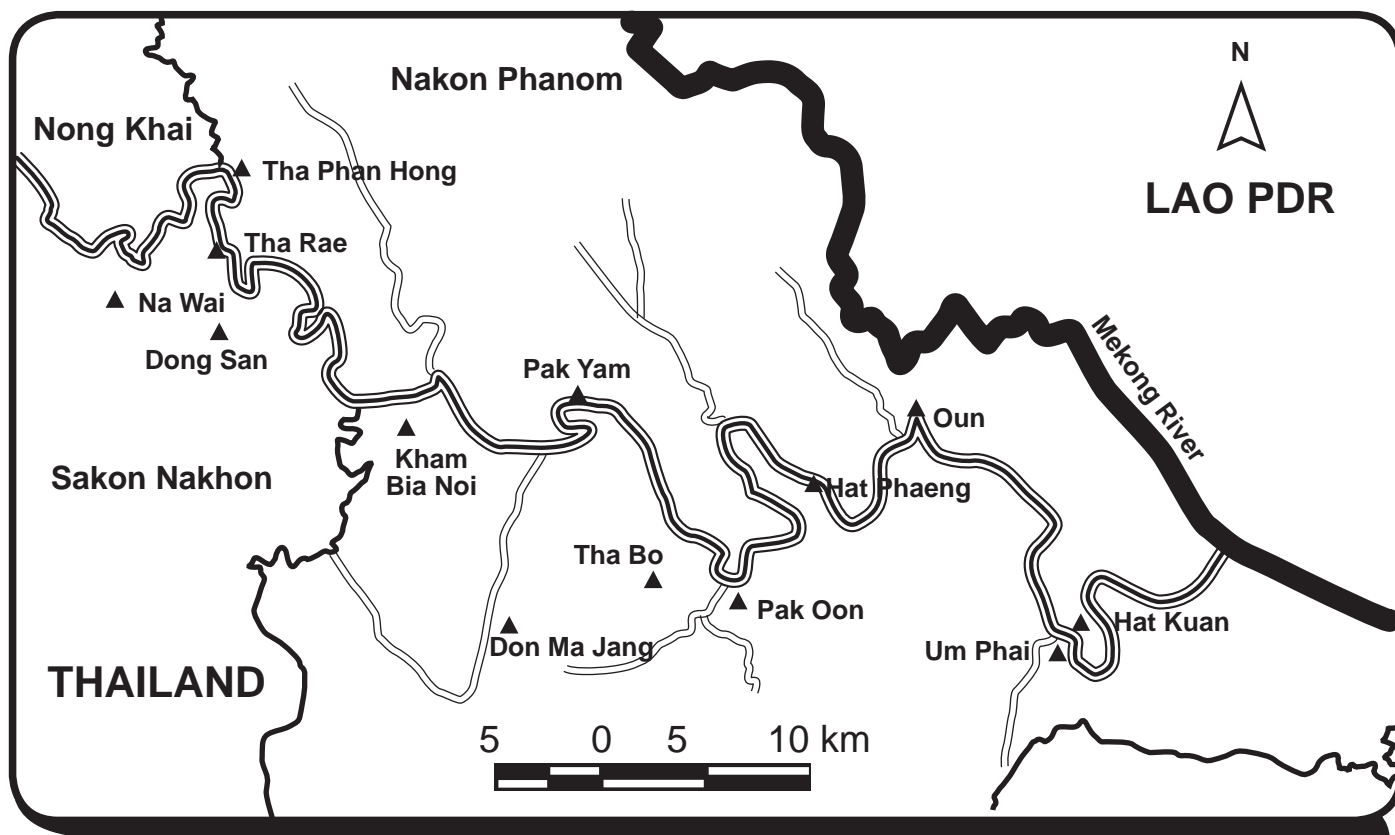 N
Nakon Phanom
Nong Khai
Tha Phan Hong
LAO PDR
Tha Rae
Na Wai
Dong San
Mekong River
Pak Yam
Oun
Kham
Bia Noi
Sakon Nakhon
Hat Phaeng
Tha Bo
Pak Oon
Hat Kuan
Don Ma Jang
Um Phai
THAILAND
5 0 5 10 km